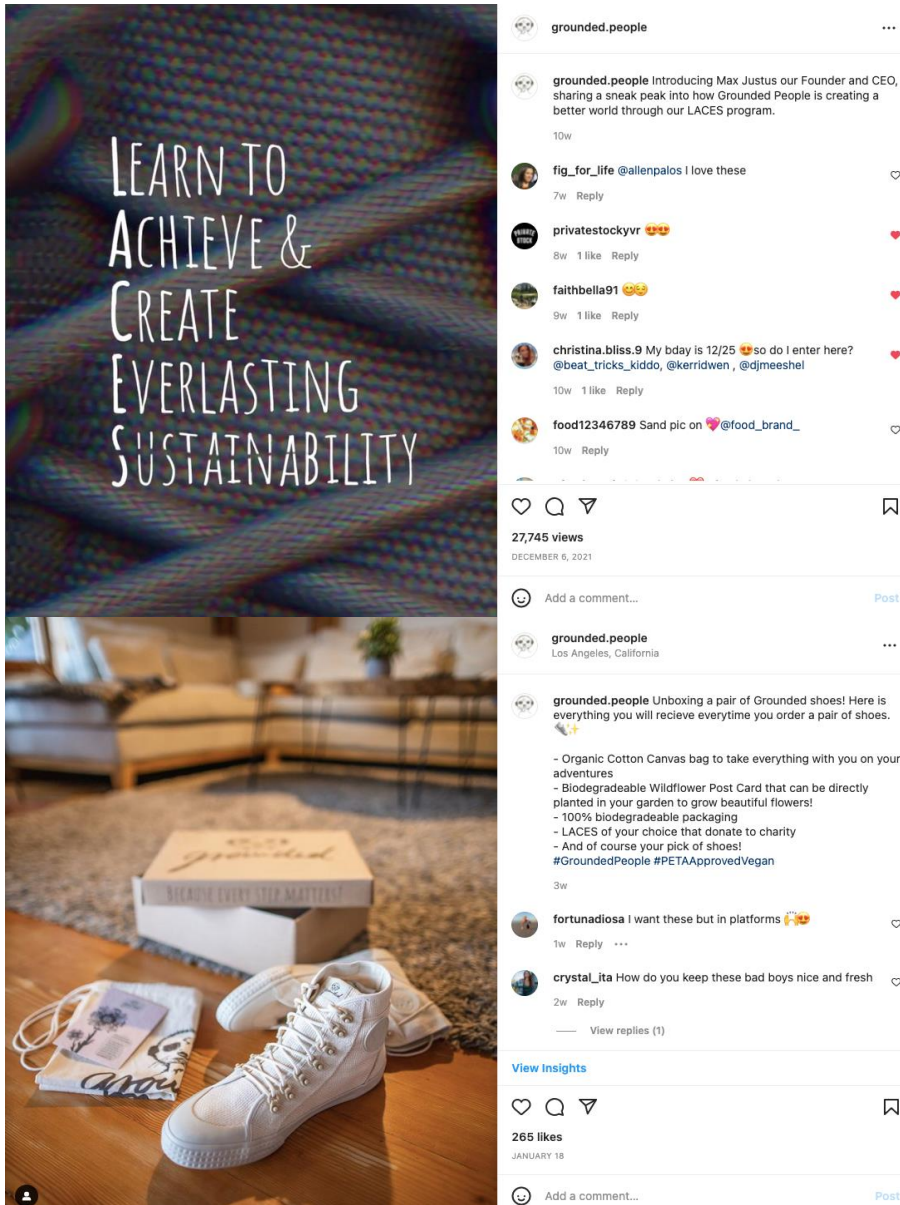 LEARN TO
ACHIEVE &
CREATE
EVERLASTING
SUSTAINABILITY
grounded.people
grounded.people Introducing Max Justus our Founder and CEO,
sharing a sneak peak into how Grounded People is creating a
better world through our LACES program.
10w
fig_for_life @allenpalos I love these
7w Reply
PRIVATE
STOCK
privatestockyvr 😍😍
8w 1 like Reply
faithbella91 😊😌
9w 1 like Reply
christina.bliss.9 My bday is 12/25 😍so do I enter here?
@beat_tricks_kiddo, @kerridwen , @djmeeshel
10w 1 like Reply
food12346789 Sand pic on 💖@food_brand_
10w Reply
27,745 views
DECEMBER 6, 2021
Add a comment... Post
grounded
BECAUSE EVERY STEP MATTERS!
grounded.people
Los Angeles, California
grounded.people Unboxing a pair of Grounded shoes! Here is
everything you will recieve everytime you order a pair of shoes.
👟✨
- Organic Cotton Canvas bag to take everything with you on your
adventures
- Biodegradeable Wildflower Post Card that can be directly
planted in your garden to grow beautiful flowers!
- 100% biodegradeable packaging
- LACES of your choice that donate to charity
- And of course your pick of shoes!
#GroundedPeople #PETAApprovedVegan
3w
fortunadiosa I want these but in platforms 🙌😍
1w Reply ...
crystal_ita How do you keep these bad boys nice and fresh
2w Reply
View replies (1)
View Insights
265 likes
JANUARY 18
Add a comment... Post